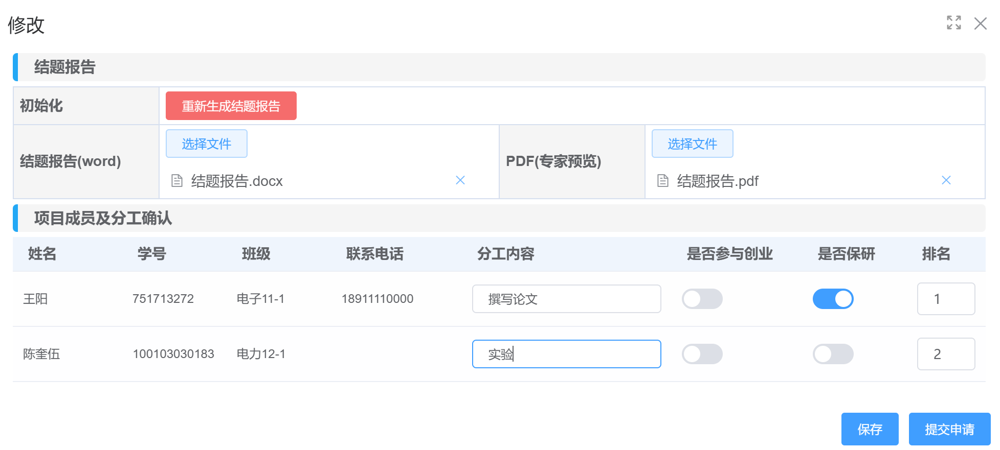 修改
结题报告
初始化 重新生成结题报告
选择文件 选择文件
结题报告(word) PDF(专家预览)
结题报告.docx 结题报告.pdf
项目成员及分工确认
姓名 学号 班级 联系电话 分工内容 是否参与创业 是否保研 排名
王阳 751713272 电子11-1 18911110000 撰写论文 1
陈奎伍 100103030183 电力12-1 实验 2
保存 提交申请